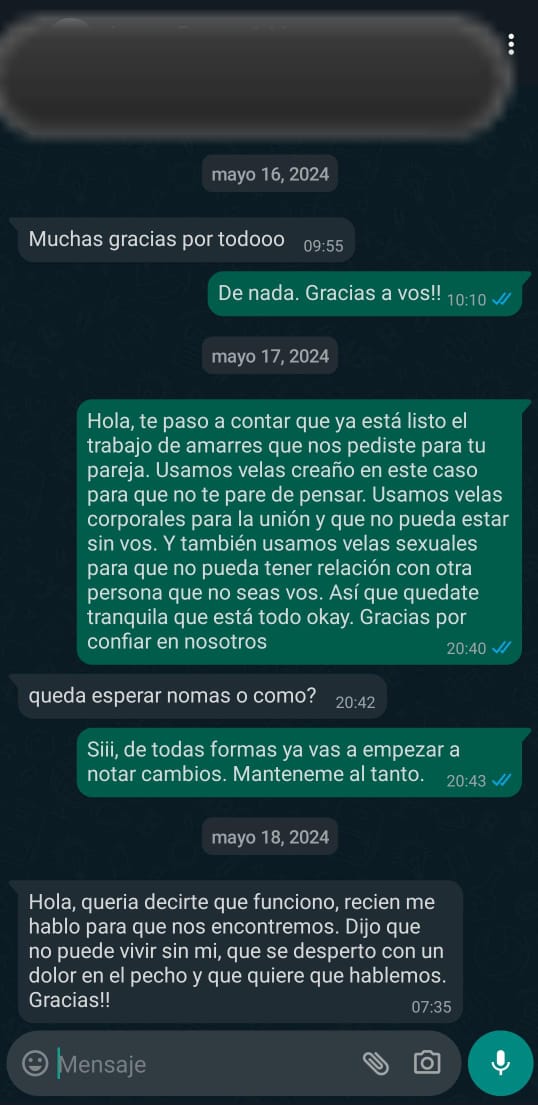 mayo 16, 2024
Muchas gracias por todooo 09:55
De nada. Gracias a vos!! 10:10
mayo 17, 2024
Hola, te paso a contar que ya está listo el
trabajo de amarres que nos pediste para tu
pareja. Usamos velas creaño en este caso
para que no te pare de pensar. Usamos velas
corporales para la unión y que no pueda estar
sin vos. Y también usamos velas sexuales
para que no pueda tener relación con otra
persona que no seas vos. Así que quedate
tranquila que está todo okay. Gracias por
confiar en nosotros 20:40
queda esperar nomas o como? 20:42
Siii, de todas formas ya vas a empezar a
notar cambios. Manteneme al tanto. 20:43
mayo 18, 2024
Hola, queria decirte que funciono, recien me
hablo para que nos encontremos. Dijo que
no puede vivir sin mi, que se desperto con un
dolor en el pecho y que quiere que hablemos.
Gracias!! 07:35
Mensaje